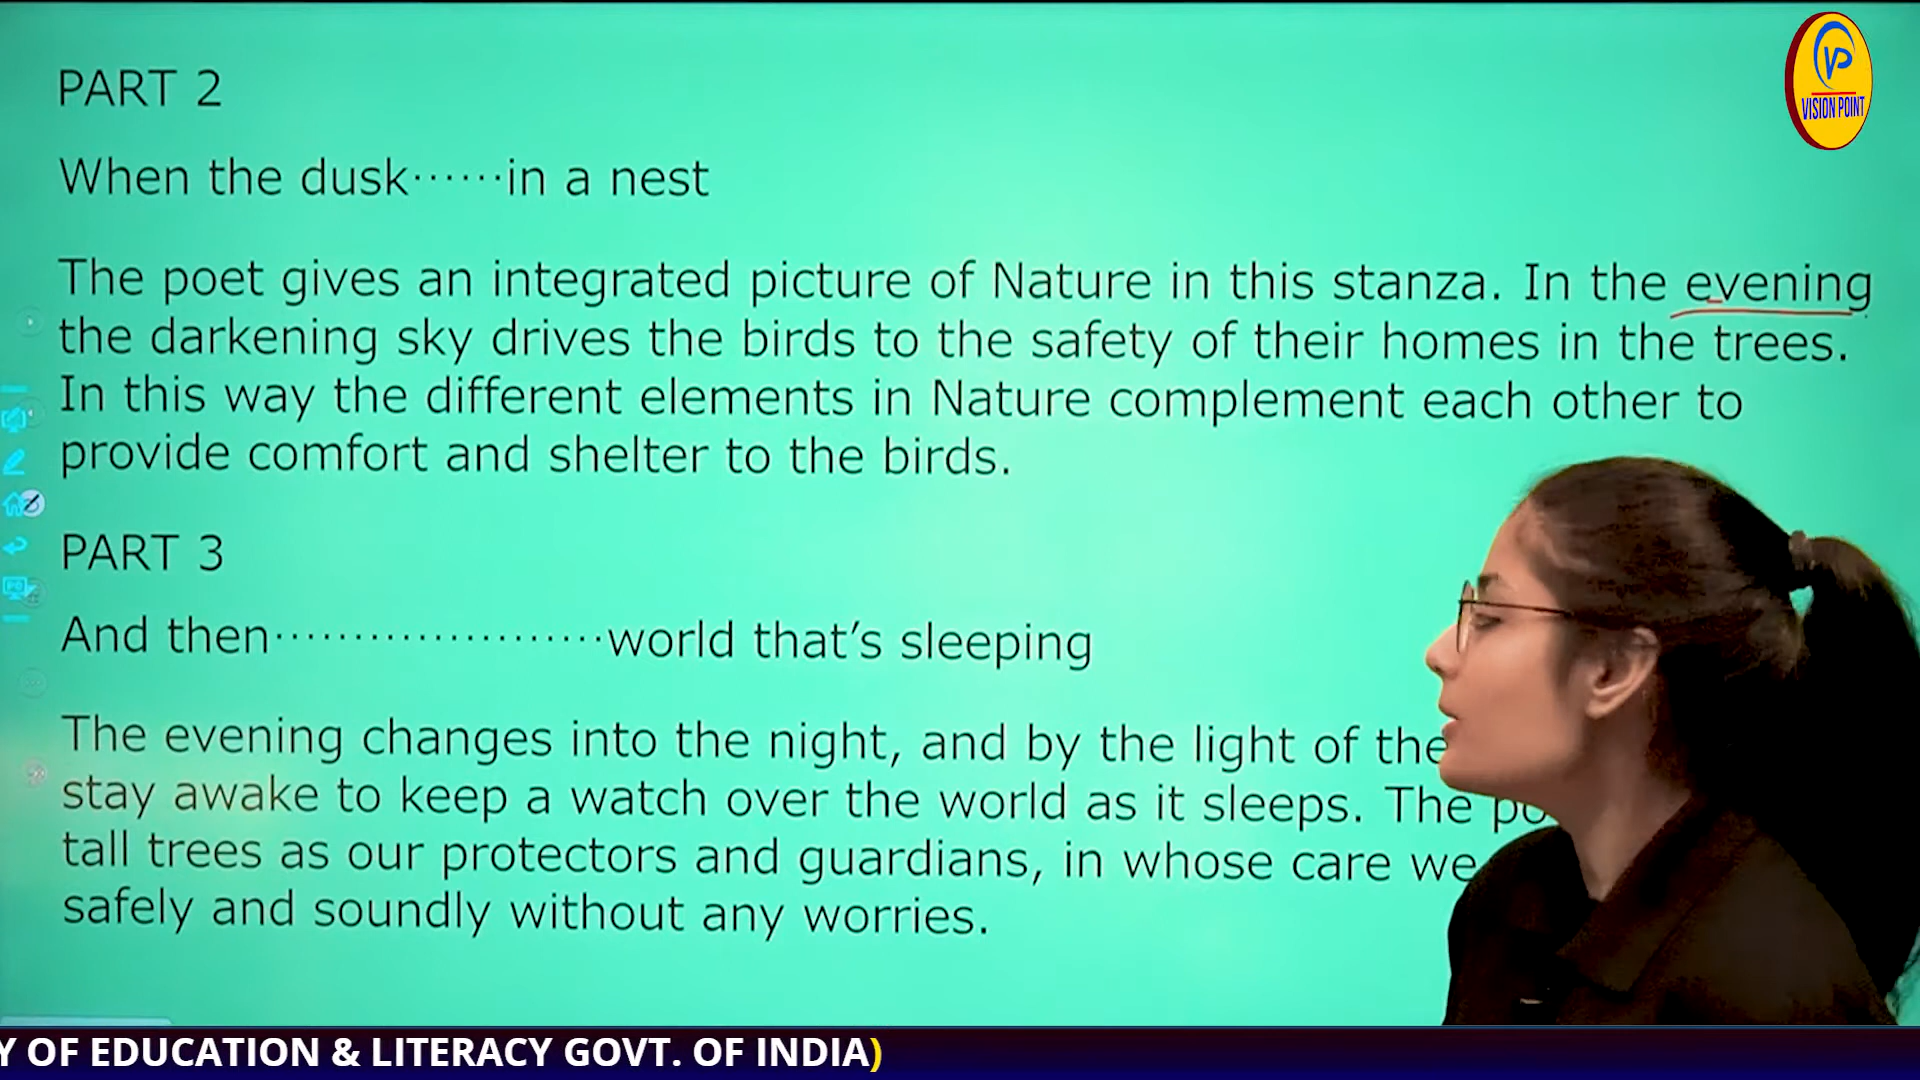 PART 2
VP
VISION POINT
When the dusk······in a nest
The poet gives an integrated picture of Nature in this stanza. In the evening
the darkening sky drives the birds to the safety of their homes in the trees.
In this way the different elements in Nature complement each other to
provide comfort and shelter to the birds.
PART 3
And then·····················world that’s sleeping
The evening changes into the night, and by the light of the
stay awake to keep a watch over the world as it sleeps. The
tall trees as our protectors and guardians, in whose care we
safely and soundly without any worries.
Y OF EDUCATION & LITERACY GOVT. OF INDIA)